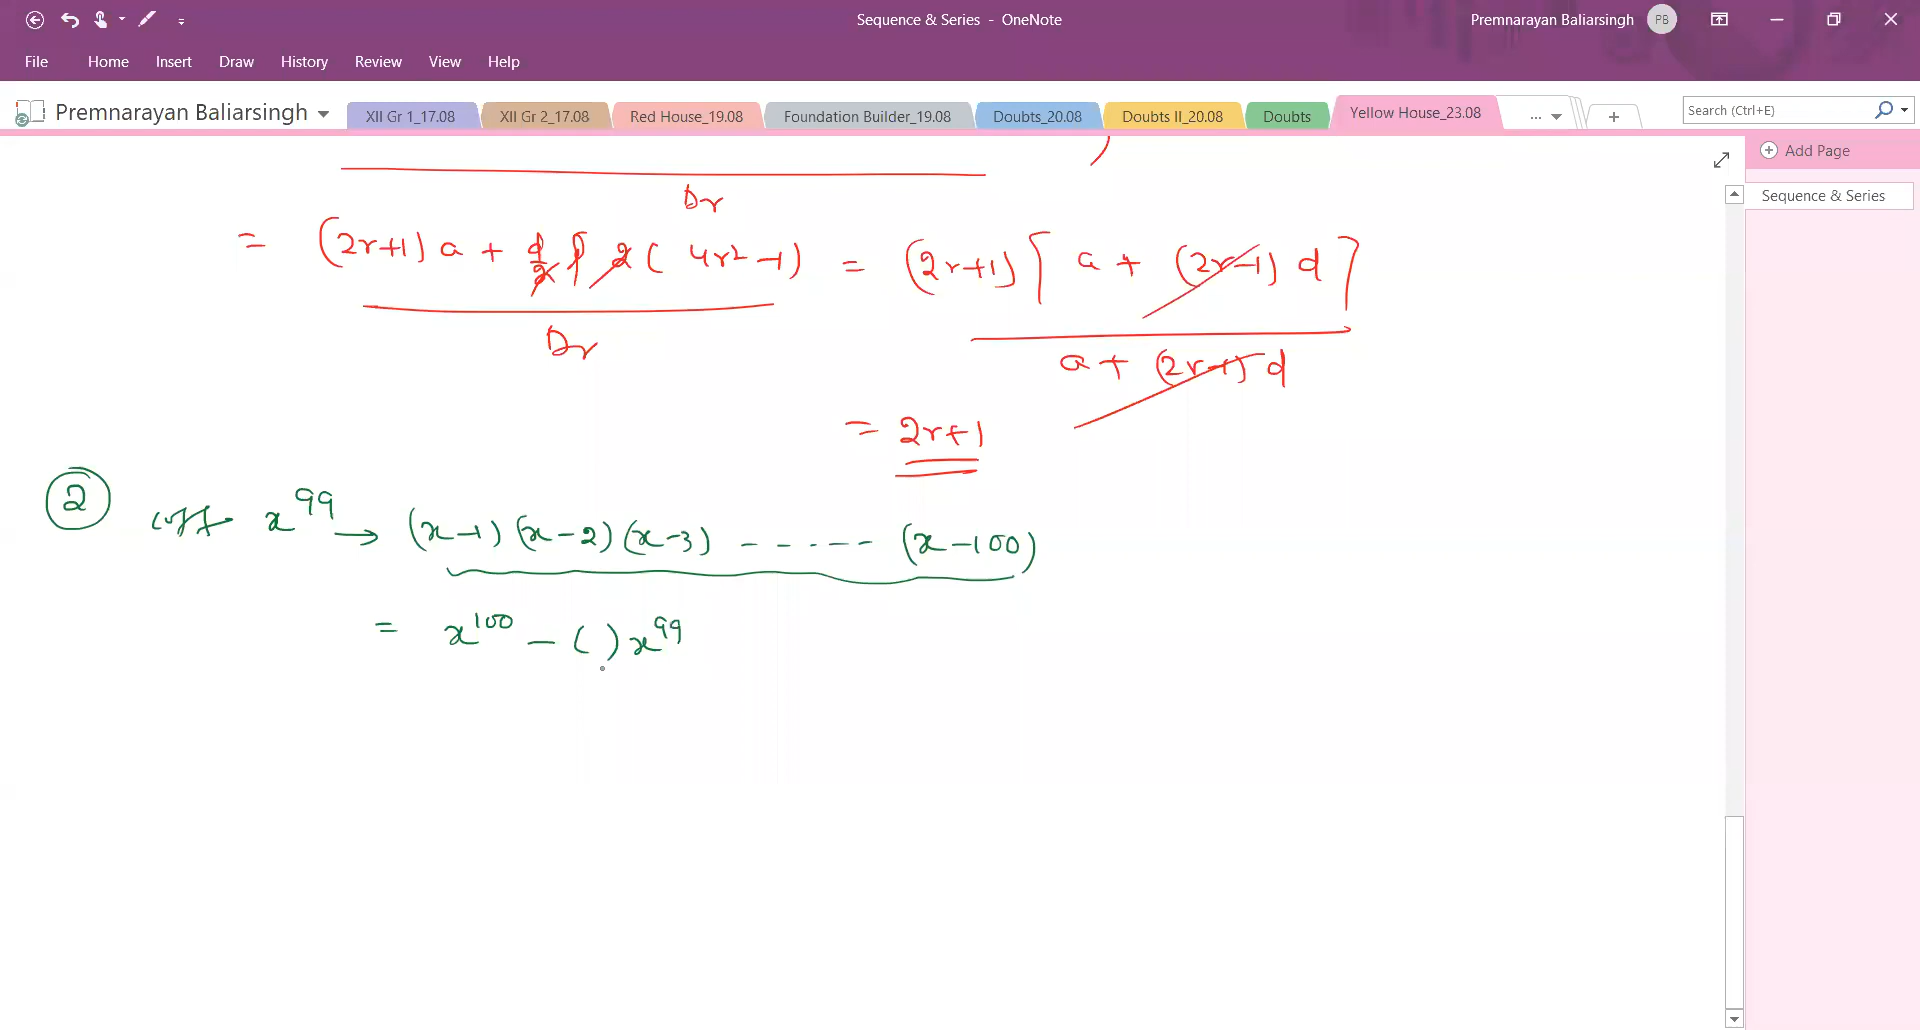 Sequence & Series - OneNote
Premnarayan Baliarsingh PB
File Home Insert Draw History Review View Help
Premnarayan Baliarsingh
XII Gr 1_17.08 XII Gr 2_17.08 Red House_19.08 Foundation Builder_19.08 Doubts_20.08 Doubts II_20.08 Doubts Yellow House_23.08 ... +
Search (Ctrl+E)
Add Page
Sequence & Series
Dr
= (2r+1) a + d/2 2 (4r²-1) = (2r+1) [a + (2r-1) d]
Dr
a + (2r-1) d
= 2r+1
2 coff x^99 → (x-1) (x-2) (x-3) ------ (x-100)
= x^100 - ( ) x^99